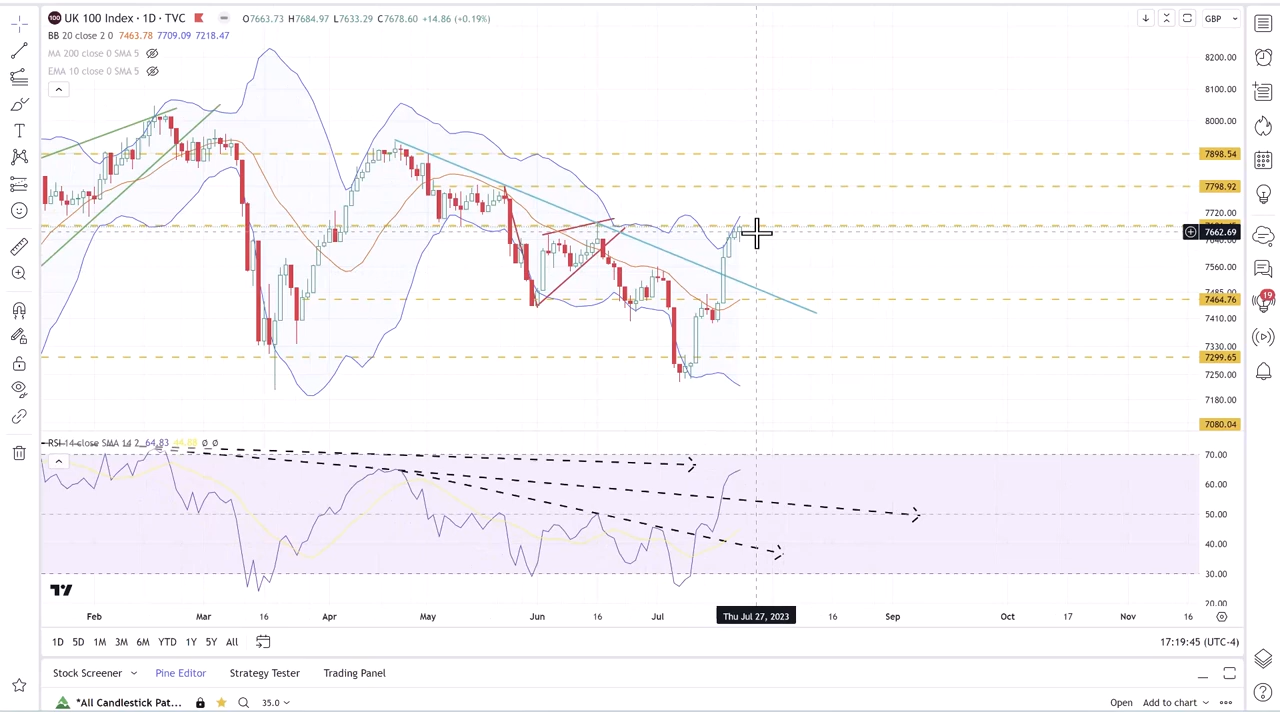 100 UK 100 Index · 1D · TVC O7663.73 H7684.97 L7633.29 C7678.60 +14.86 (+0.19%) GBP
BB 20 close 2 0 7463.78 7709.09 7218.47
MA 200 close 0 SMA 5
EMA 10 close 0 SMA 5
8200.00
8100.00
8000.00
7898.54
7798.92
7720.00
7662.69
7640.00
7560.00
7464.76
7410.00
7330.00
7299.65
7250.00
7180.00
7080.04
19
RSI 14 close SMA 14 2 64.83 44.88 Ø Ø
70.00
60.00
50.00
40.00
30.00
20.00
Feb Mar 16 Apr May Jun 16 Jul Thu Jul 27, 2023 16 Sep Oct 17 Nov 16
1D 5D 1M 3M 6M YTD 1Y 5Y All 17:19:45 (UTC-4)
Stock Screener Pine Editor Strategy Tester Trading Panel
*All Candlestick Pat... 35.0 Open Add to chart